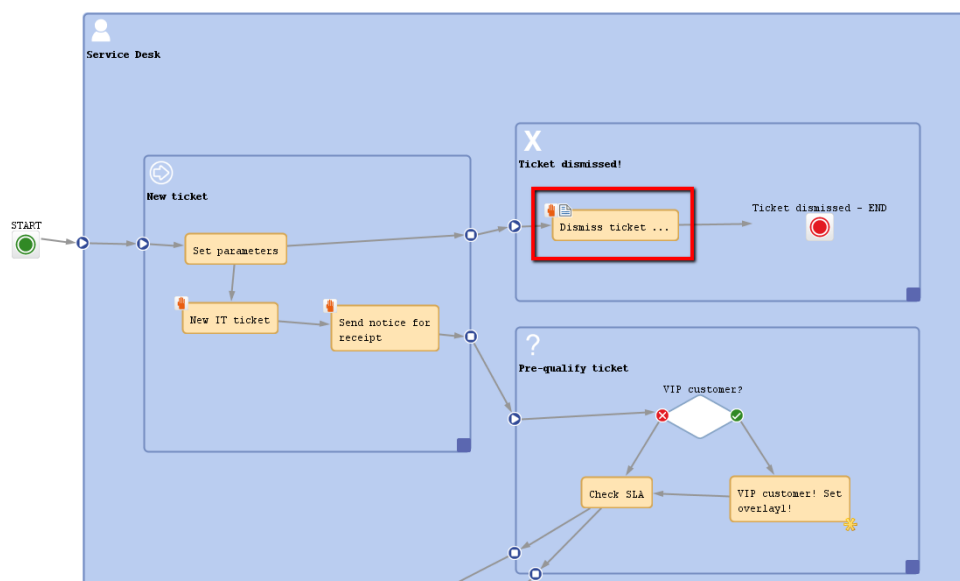 Service Desk
X
Ticket dismissed!
New ticket
Ticket dismissed - END
START
Dismiss ticket ...
Set parameters
New IT ticket
Send notice for
receipt
?
Pre-qualify ticket
VIP customer?
Check SLA
VIP customer! Set
overlayl!